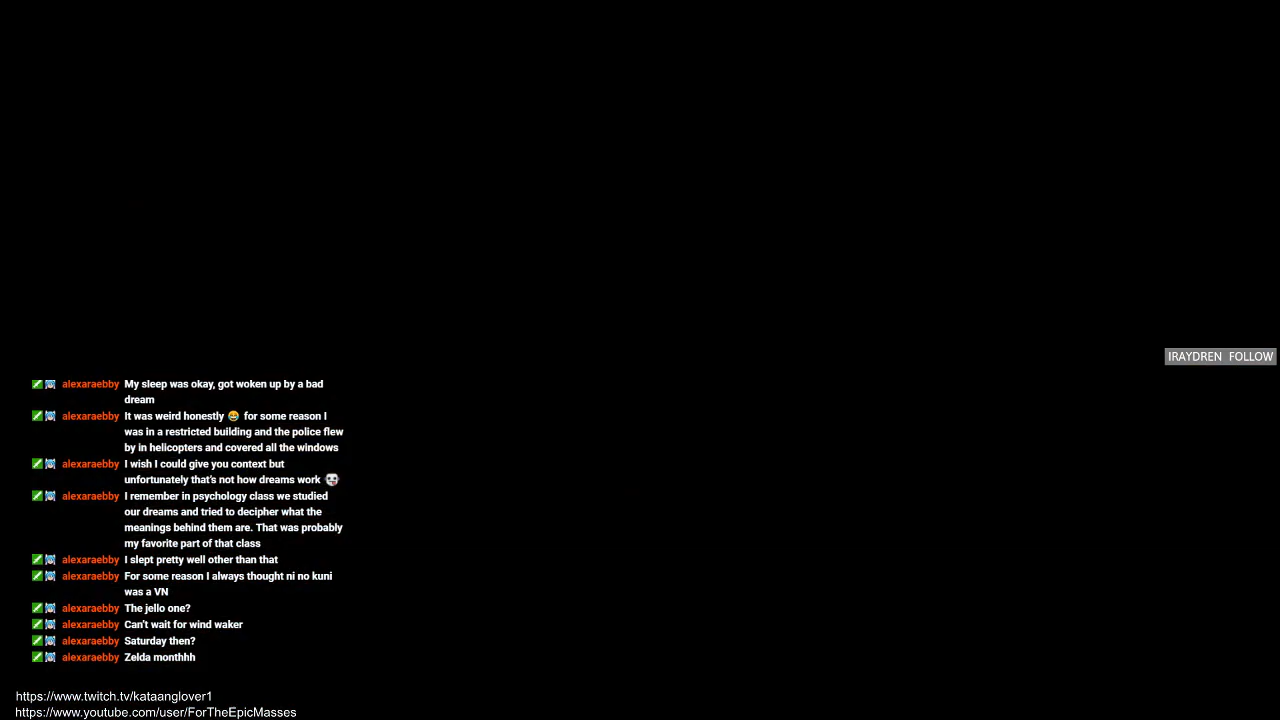 IRAYDREN FOLLOW
alexaraebby My sleep was okay, got woken up by a bad
dream
alexaraebby It was weird honestly 😂 for some reason I
was in a restricted building and the police flew
by in helicopters and covered all the windows
alexaraebby I wish I could give you context but
unfortunately that's not how dreams work
alexaraebby I remember in psychology class we studied
our dreams and tried to decipher what the
meanings behind them are. That was probably
my favorite part of that class
alexaraebby I slept pretty well other than that
alexaraebby For some reason I always thought ni no kuni
was a VN
alexaraebby The jello one?
alexaraebby Can't wait for wind waker
alexaraebby Saturday then?
alexaraebby Zelda monthhh
https://www.twitch.tv/kataanglover1
https://www.youtube.com/user/ForTheEpicMasses